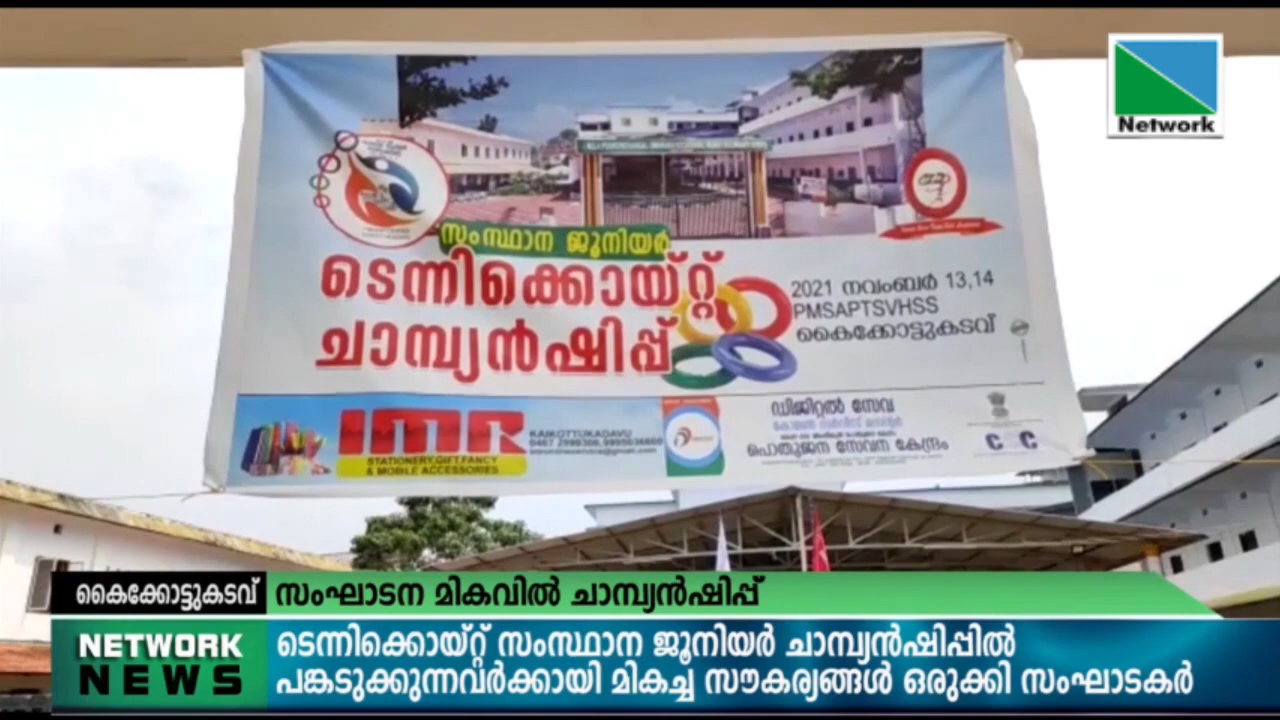 Network
സംസ്ഥാന ജൂനിയർ
ടെന്നിക്കൊയ്റ്റ്
ചാമ്പ്യൻഷിപ്പ്
2021 നവംബർ 13,14
PMSAPTSVHSS
കൈക്കോട്ടുകടവ്
IMR
STATIONERY,GIFT,FANCY
& MOBILE ACCESSORIES
KAIKOTTUKADAVU
ഡിജിറ്റൽ സേവ
പൊതുജന സേവന കേന്ദ്രം
CSC
കൈക്കോട്ടുകടവ്
സംഘാടന മികവിൽ ചാമ്പ്യൻഷിപ്പ്
NETWORK
NEWS
ടെന്നിക്കൊയ്റ്റ് സംസ്ഥാന ജൂനിയർ ചാമ്പ്യൻഷിപ്പിൽ
പങ്കടുക്കുന്നവർക്കായി മികച്ച സൗകര്യങ്ങൾ ഒരുക്കി സംഘാടകർ